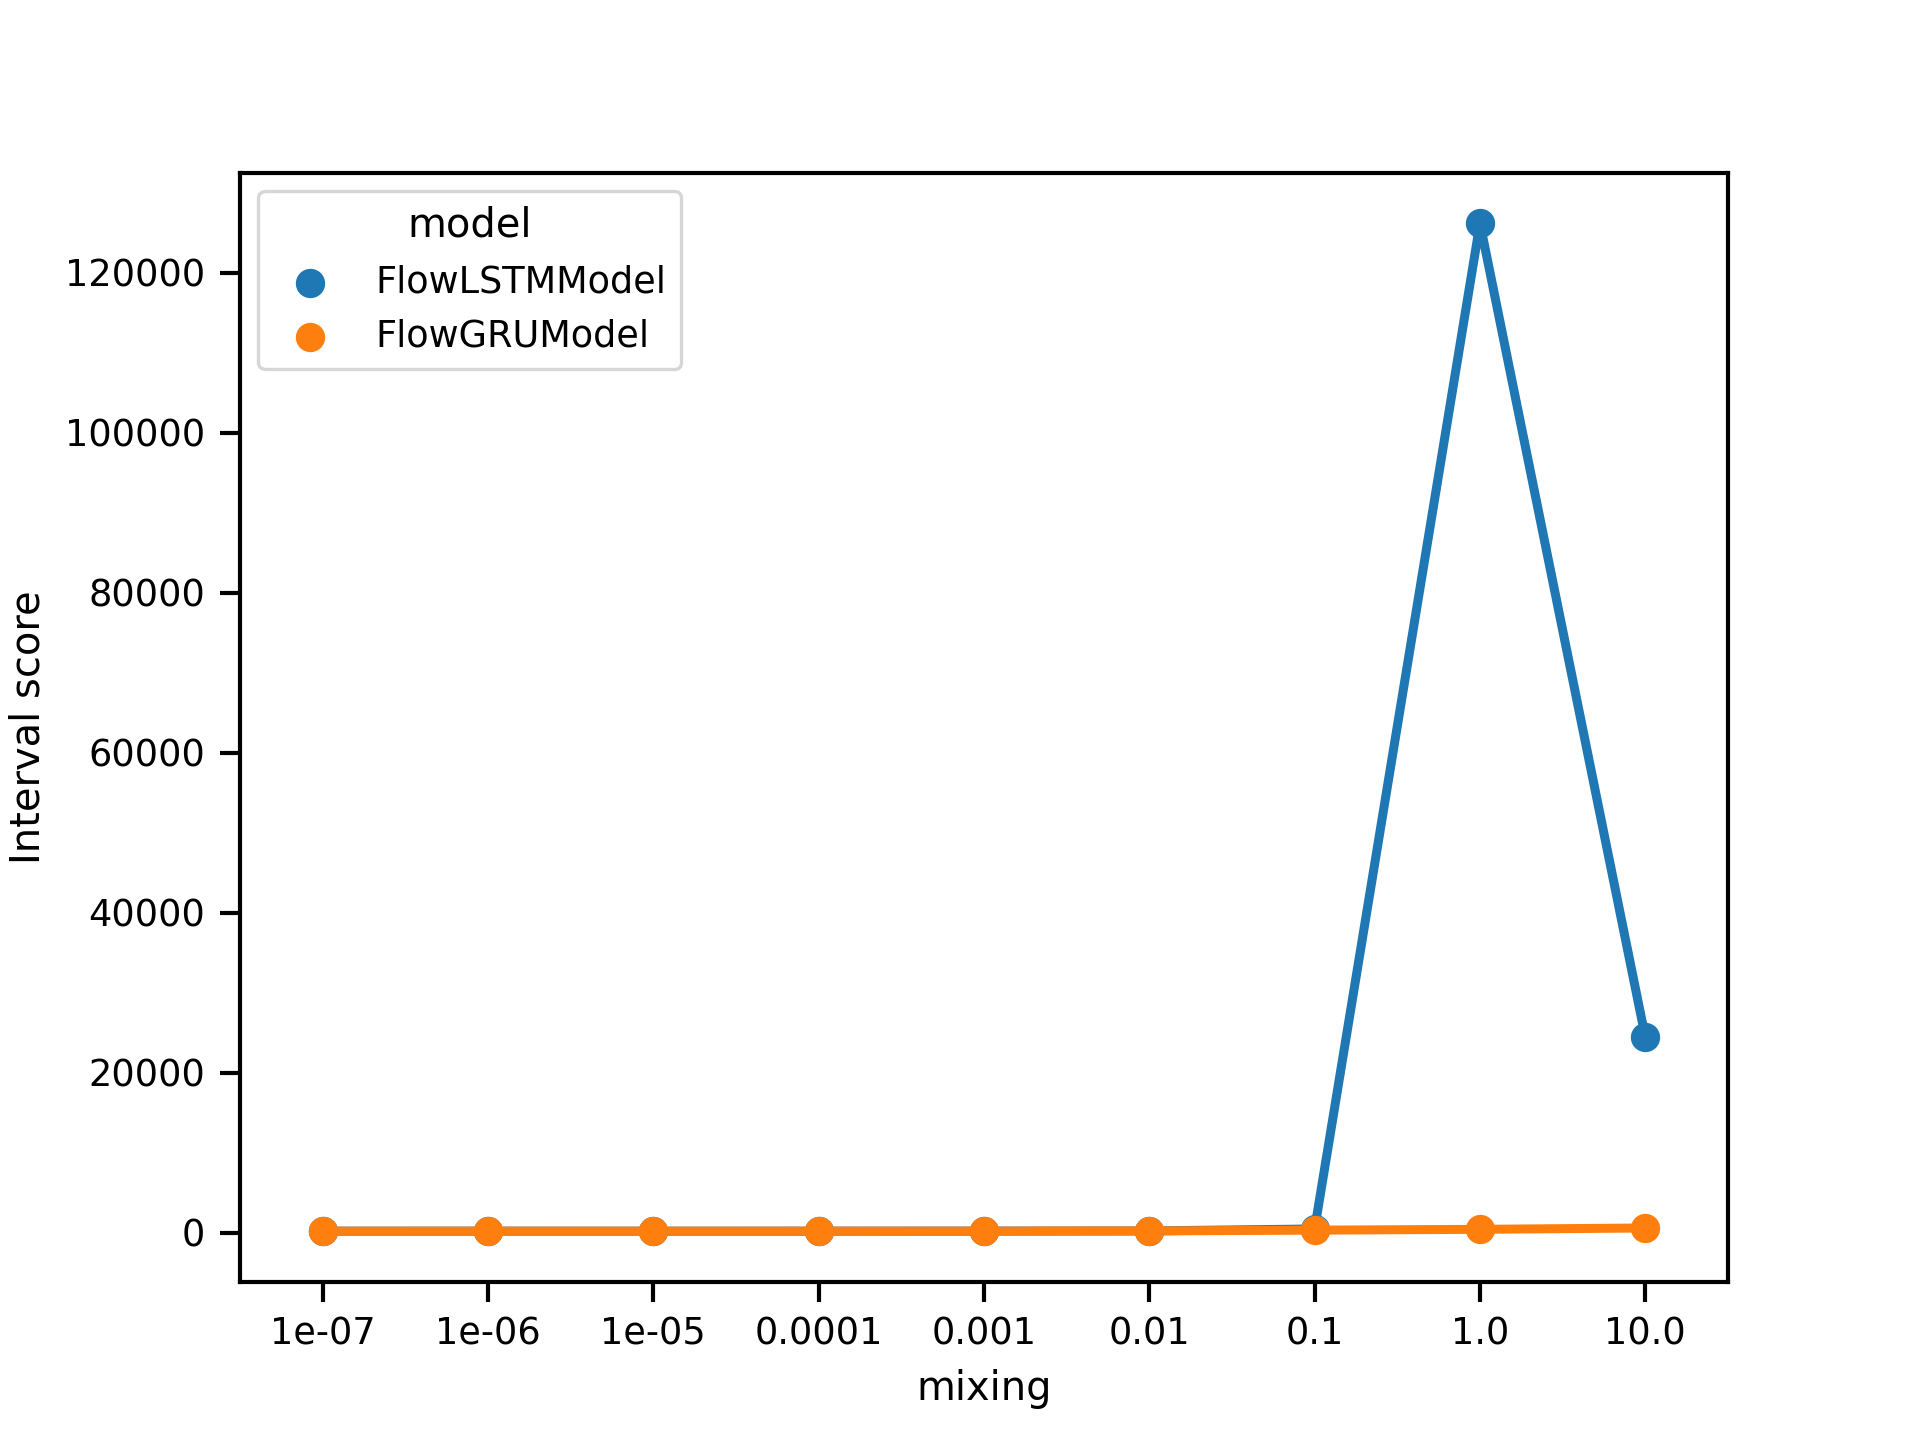 model
FlowLSTMModel
FlowGRUModel
120000
100000
80000
60000
40000
20000
0
Interval score
1e-07 1e-06 1e-05 0.0001 0.001 0.01 0.1 1.0 10.0
mixing